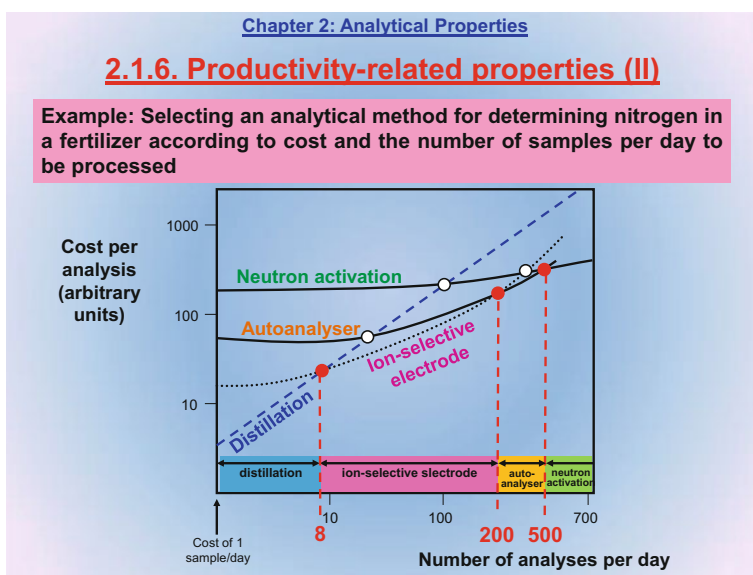 Chapter 2: Analytical Properties
2.1.6. Productivity-related properties (II)
Example: Selecting an analytical method for determining nitrogen in
a fertilizer according to cost and the number of samples per day to
be processed
Cost per
analysis
(arbitrary
units)
1000
100
10
Neutron activation
Autoanalyser
Ion-selective
electrode
Distillation
distillation
ion-selective slectrode
auto-
analyser
neutron
activation
10
100
700
8
200
500
Cost of 1
sample/day
Number of analyses per day